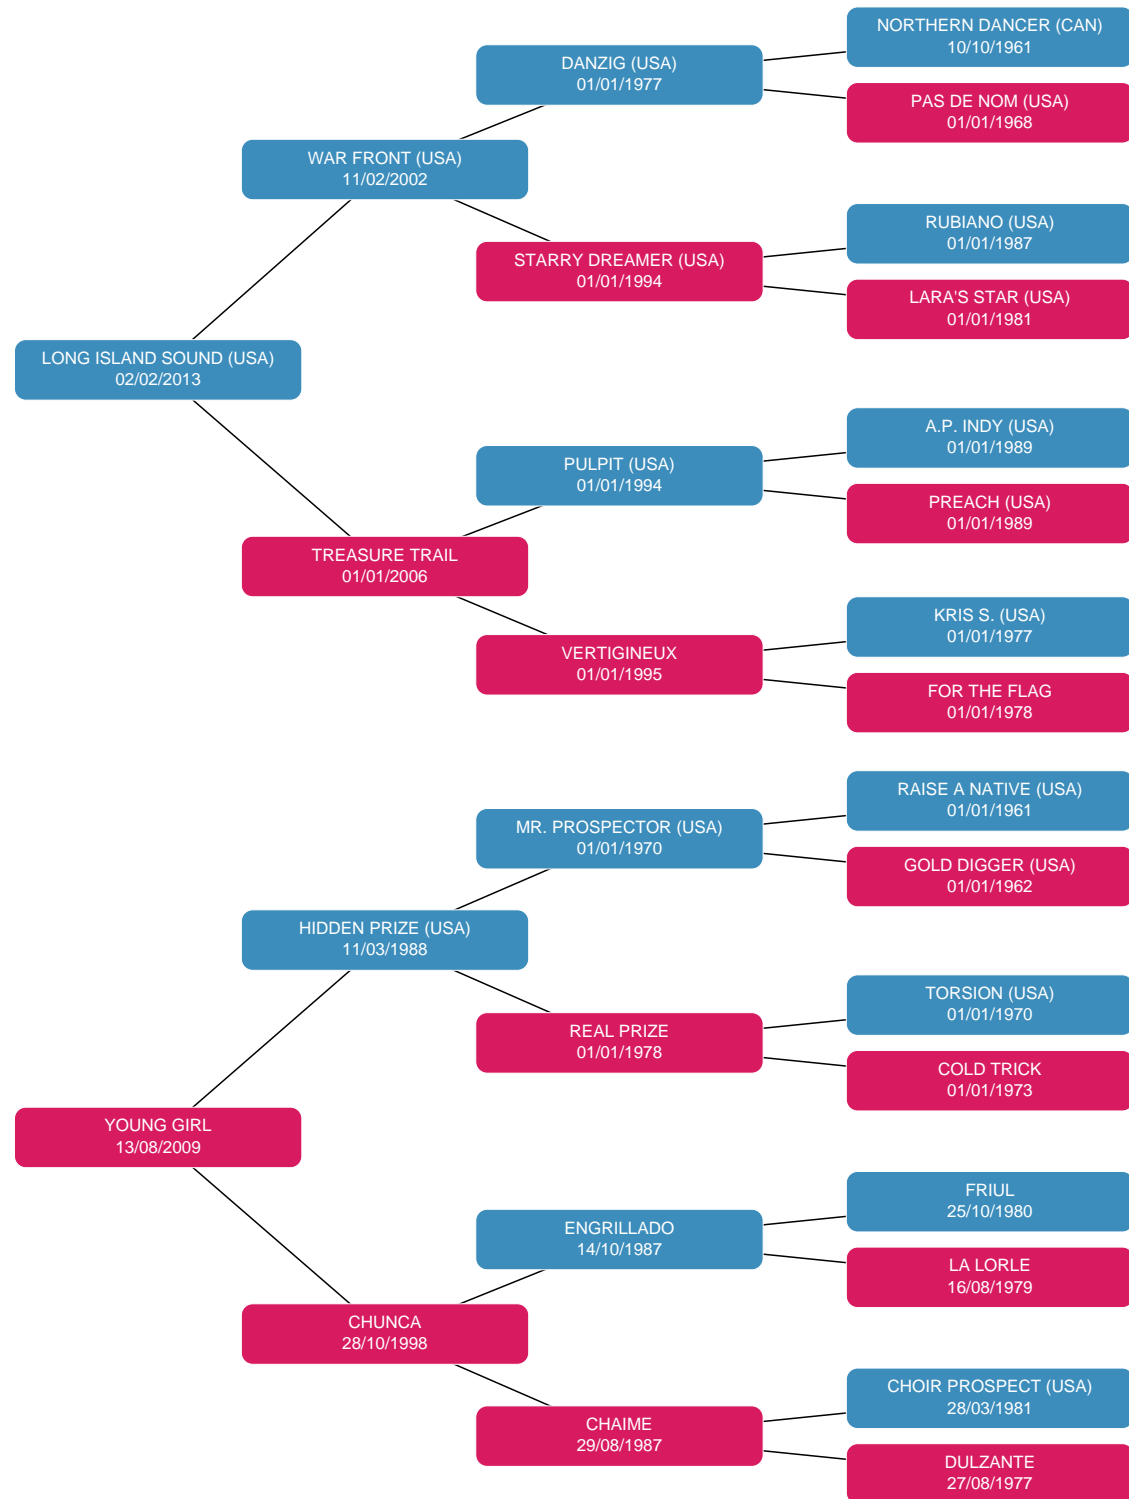 NORTHERN DANCER (CAN)
10/10/1961
DANZIG (USA)
01/01/1977
PAS DE NOM (USA)
01/01/1968
WAR FRONT (USA)
11/02/2002
RUBIANO (USA)
01/01/1987
STARRY DREAMER (USA)
01/01/1994
LARA'S STAR (USA)
01/01/1981
LONG ISLAND SOUND (USA)
02/02/2013
A.P. INDY (USA)
01/01/1989
PULPIT (USA)
01/01/1994
PREACH (USA)
01/01/1989
TREASURE TRAIL
01/01/2006
KRIS S. (USA)
01/01/1977
VERTIGINEUX
01/01/1995
FOR THE FLAG
01/01/1978
RAISE A NATIVE (USA)
01/01/1961
MR. PROSPECTOR (USA)
01/01/1970
GOLD DIGGER (USA)
01/01/1962
HIDDEN PRIZE (USA)
11/03/1988
TORSION (USA)
01/01/1970
REAL PRIZE
01/01/1978
COLD TRICK
01/01/1973
YOUNG GIRL
13/08/2009
FRIUL
25/10/1980
ENGRILLADO
14/10/1987
LA LORLE
16/08/1979
CHUNCA
28/10/1998
CHOIR PROSPECT (USA)
28/03/1981
CHAIME
29/08/1987
DULZANTE
27/08/1977